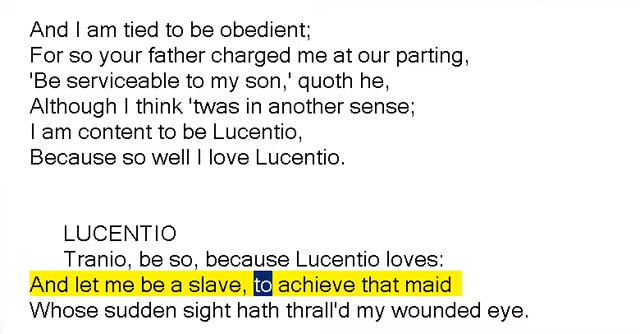 And I am tied to be obedient;
For so your father charged me at our parting,
'Be serviceable to my son,' quoth he,
Although I think 'twas in another sense;
I am content to be Lucentio,
Because so well I love Lucentio.
LUCENTIO
Tranio, be so, because Lucentio loves:
And let me be a slave, to achieve that maid
Whose sudden sight hath thrall'd my wounded eye.